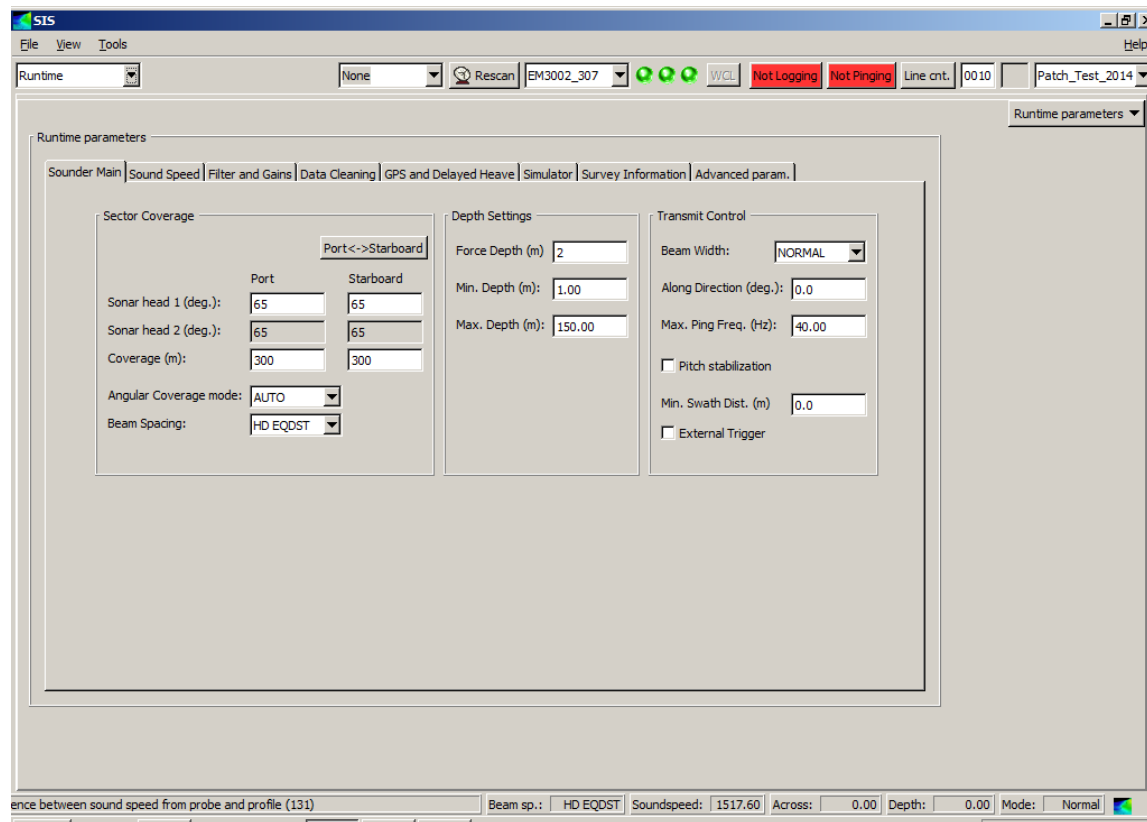 SIS
File View Tools Help
Runtime None Rescan EM3002_307 WCL Not Logging Not Pinging Line cnt. 0010 Patch_Test_2014
Runtime parameters
Runtime parameters
Sounder Main Sound Speed Filter and Gains Data Cleaning GPS and Delayed Heave Simulator Survey Information Advanced param.
Sector Coverage
Port<->Starboard
Port Starboard
Sonar head 1 (deg.): 65 65
Sonar head 2 (deg.): 65 65
Coverage (m): 300 300
Angular Coverage mode: AUTO
Beam Spacing: HD EQDST
Depth Settings
Force Depth (m) 2
Min. Depth (m): 1.00
Max. Depth (m): 150.00
Transmit Control
Beam Width: NORMAL
Along Direction (deg.): 0.0
Max. Ping Freq. (Hz): 40.00
Pitch stabilization
Min. Swath Dist. (m) 0.0
External Trigger
ence between sound speed from probe and profile (131) Beam sp.: HD EQDST Soundspeed: 1517.60 Across: 0.00 Depth: 0.00 Mode: Normal